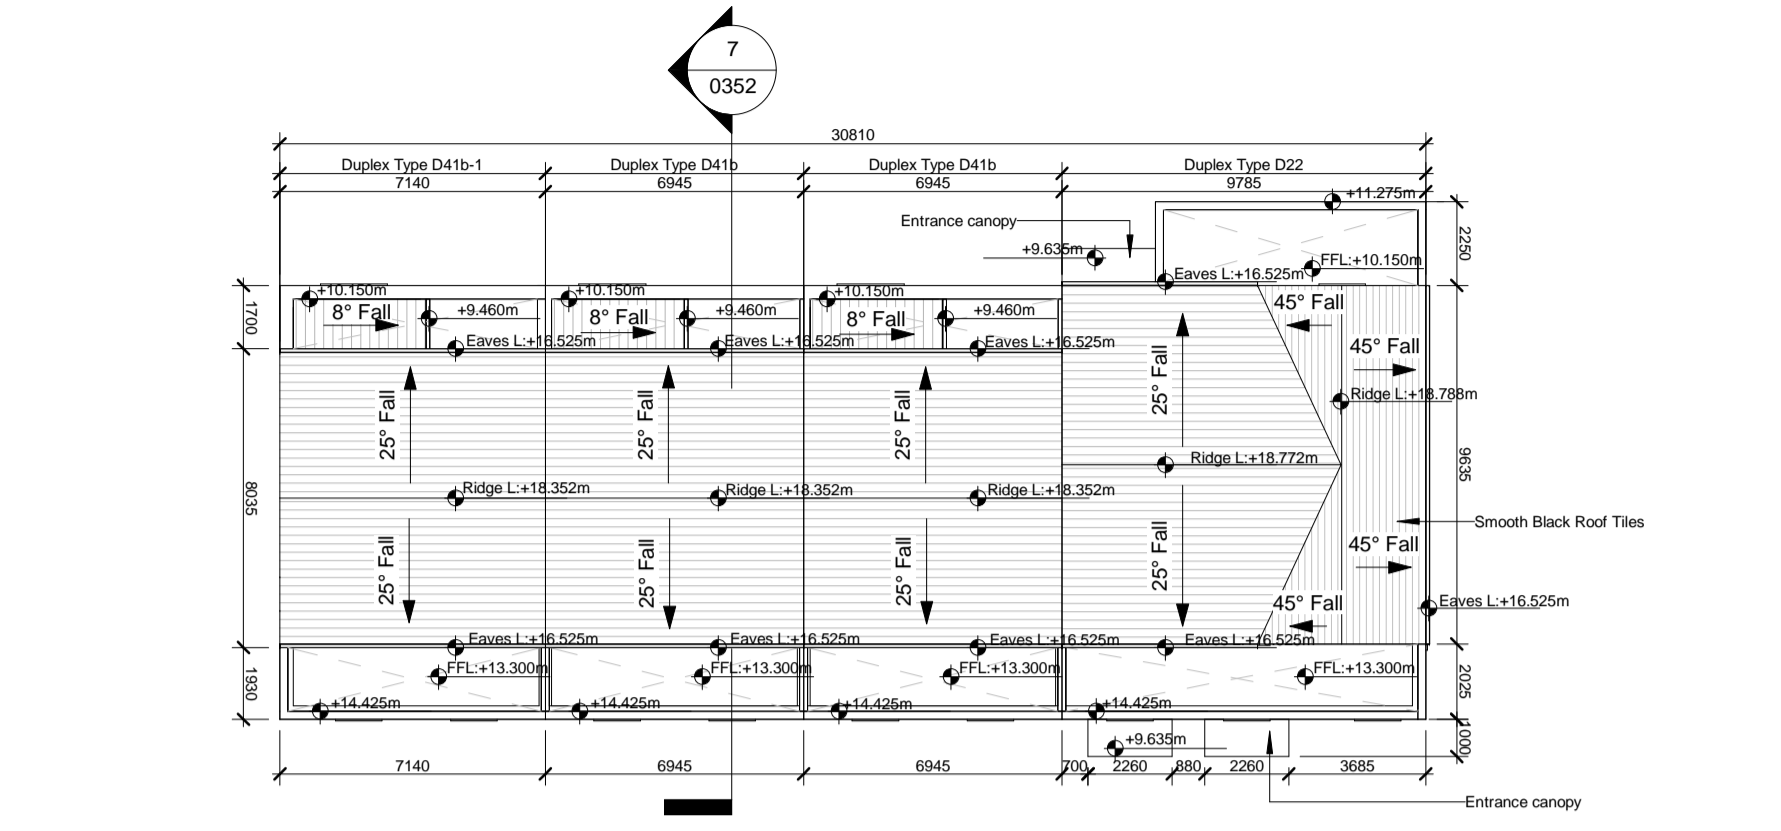 7
0352
30810
Duplex Type D41b-1
Duplex Type D41b
Duplex Type D41b
Duplex Type D22
7140
6945
6945
9785
+11.275m
Entrance canopy
2250
+9.635m
FFL:+10.150m
Eaves L:+16.525m
+10.150m
+10.150m
+10.150m
45° Fall
1700
8° Fall
+9.460m
8° Fall
+9.460m
8° Fall
+9.460m
Eaves L:+16.525m
Eaves L:+16.525m
Eaves L:+16.525m
45° Fall
25° Fall
25° Fall
25° Fall
25° Fall
Ridge L:+18.788m
Ridge L:+18.772m
9635
Ridge L:+18.352m
Ridge L:+18.352m
Ridge L:+18.352m
8035
Smooth Black Roof Tiles
45° Fall
25° Fall
25° Fall
25° Fall
25° Fall
45° Fall
Eaves L:+16.525m
Eaves L:+16.525m
Eaves L:+16.525m
Eaves L:+16.525m
Eaves L:+16.525m
FFL:+13.300m
FFL:+13.300m
FFL:+13.300m
FFL:+13.300m
1930
2025
+14.425m
+14.425m
+14.425m
+14.425m
+9.635m
1000
7140
6945
6945
700
2260
880
2260
3685
Entrance canopy